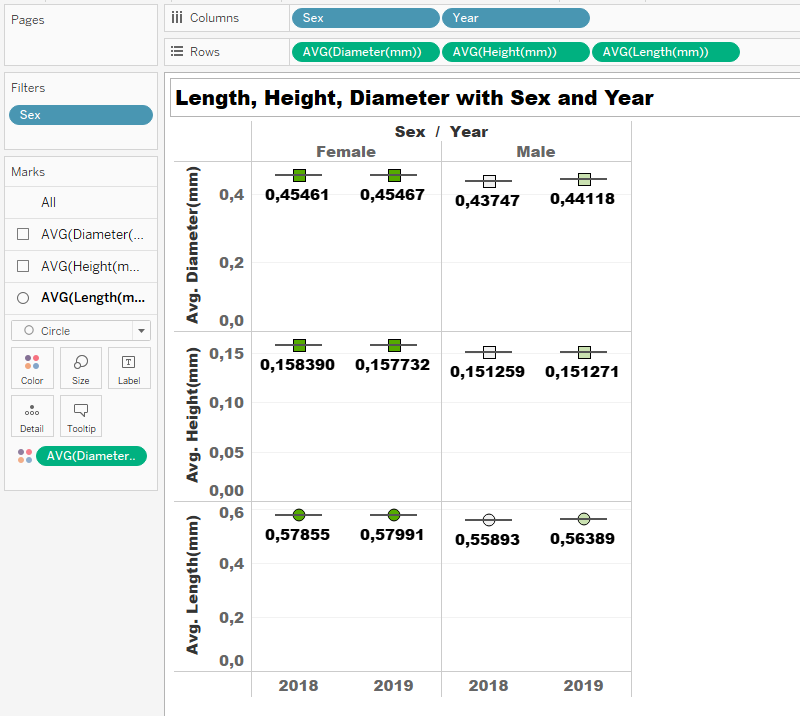 Pages
Columns
Sex
Year
Rows
AVG(Diameter(mm))
AVG(Height(mm))
AVG(Length(mm))
Filters
Sex
Marks
All
AVG(Diameter(...
AVG(Height(m...
AVG(Length(m...
Circle
Color
Size
Label
Detail
Tooltip
AVG(Diameter..
Length, Height, Diameter with Sex and Year
Sex / Year
Female
Male
Avg. Diameter(mm)
0,4
0,2
0,0
0,45461
0,45467
0,43747
0,44118
Avg. Height(mm)
0,15
0,10
0,05
0,00
0,158390
0,157732
0,151259
0,151271
Avg. Length(mm)
0,6
0,4
0,2
0,0
0,57855
0,57991
0,55893
0,56389
2018
2019
2018
2019